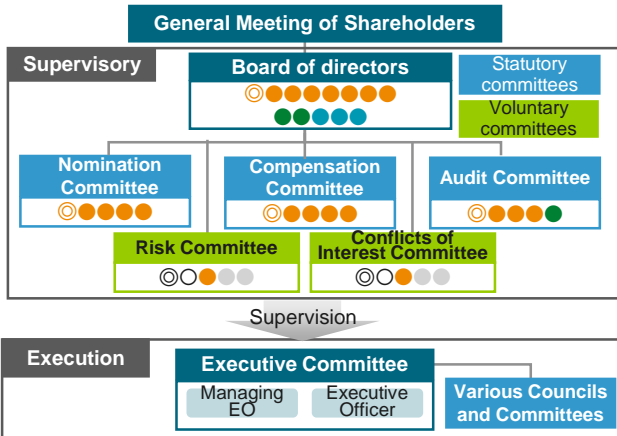 General Meeting of Shareholders
Supervisory
Board of directors
Statutory
committees
Voluntary
committees
Nomination
Committee
Compensation
Committee
Audit Committee
Risk Committee
Conflicts of
Interest Committee
Supervision
Execution
Executive Committee
Managing
EO
Executive
Officer
Various Councils
and Committees